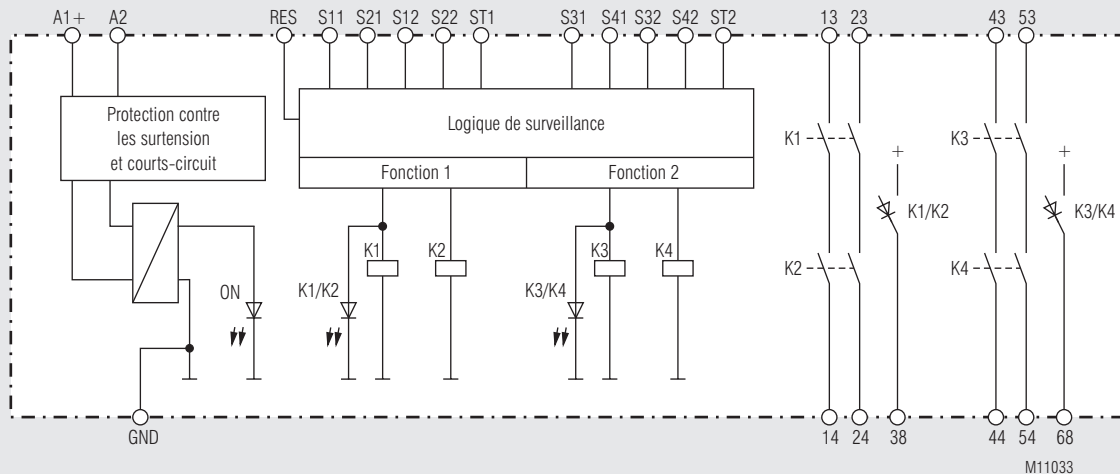 A1+ A2 RES S11 S21 S12 S22 ST1 S31 S41 S32 S42 ST2 13 23 43 53
Protection contre
les surtension
et courts-circuit
Logique de surveillance
Fonction 1 Fonction 2
K1 K3
+ +
K1/K2 K3/K4
K1 K2 K3 K4
K2 K4
ON K1/K2 K3/K4
GND 14 24 38 44 54 68
M11033